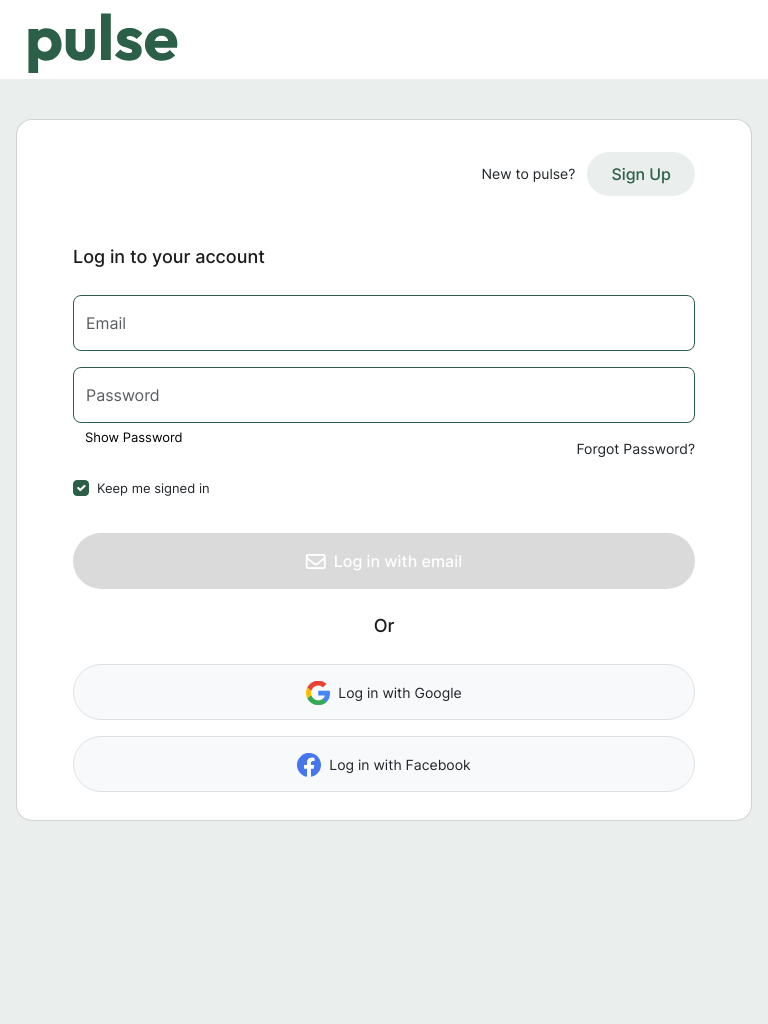 pulse
New to pulse? Sign Up
Log in to your account
Email
Password
Show Password
Forgot Password?
Keep me signed in
Log in with email
Or
Log in with Google
Log in with Facebook